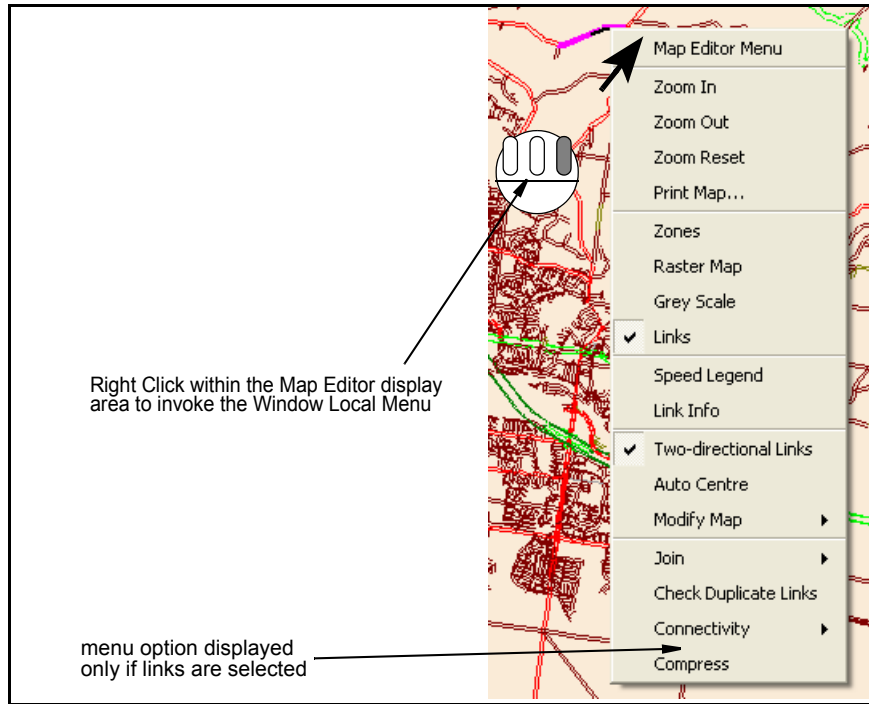 Map Editor Menu
Zoom In
Zoom Out
Zoom Reset
Print Map...
Zones
Raster Map
Grey Scale
Links
Speed Legend
Link Info
Two-directional Links
Auto Centre
Modify Map
Join
Check Duplicate Links
Connectivity
Compress
Right Click within the Map Editor display
area to invoke the Window Local Menu
menu option displayed
only if links are selected